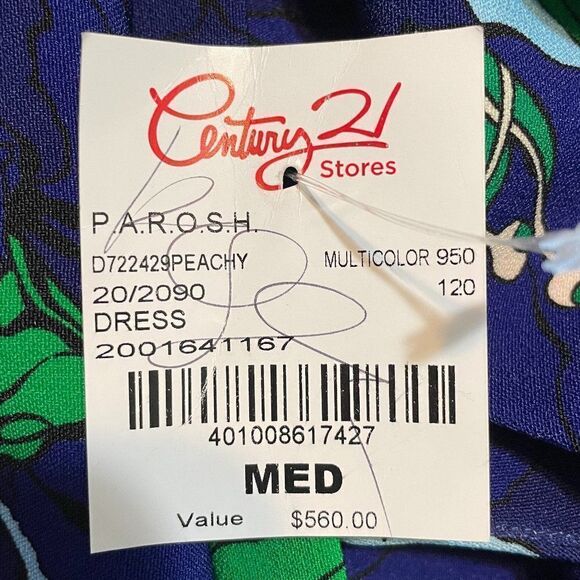 Century 21
Stores
P.A.R.O.S.H.
D722429PEACHY MULTICOLOR 950
20/2090 120
DRESS
2001641167
401008617427
MED
Value $560.00